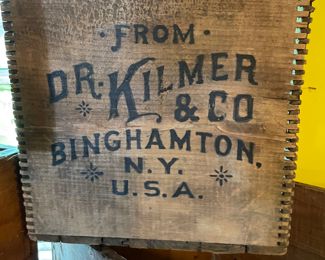 · FROM ·
DR. KILMER
& CO
BINGHAMTON,
N.Y.
U.S.A.